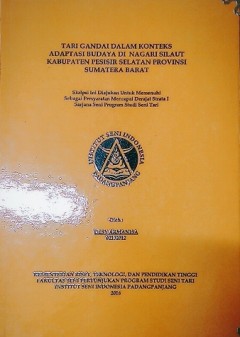 TARI GANDAI DALAM KONTEKS
ADAPTASI BUDAYA DI NAGARI SILAUT
KABUPATEN PESISIR SELATAN PROVINSI
SUMATERA BARAT
Skripsi Ini Diajukan Untuk Memenuhi
Sebagai Persyaratan Mencapai Derajat Strata I
Sarjana Seni Program Studi Seni Tari
INSTITUT SENI INDONESIA
PADANGPANJANG
Oleh :
ARMANISA
KEMENTERIAN RISET, TEKNOLOGI, DAN PENDIDIKAN TINGGI
FAKULTAS SENI PERTUNJUKAN PROGRAM STUDI SENI TARI
INSTITUT SENI INDONESIA PADANGPANJANG